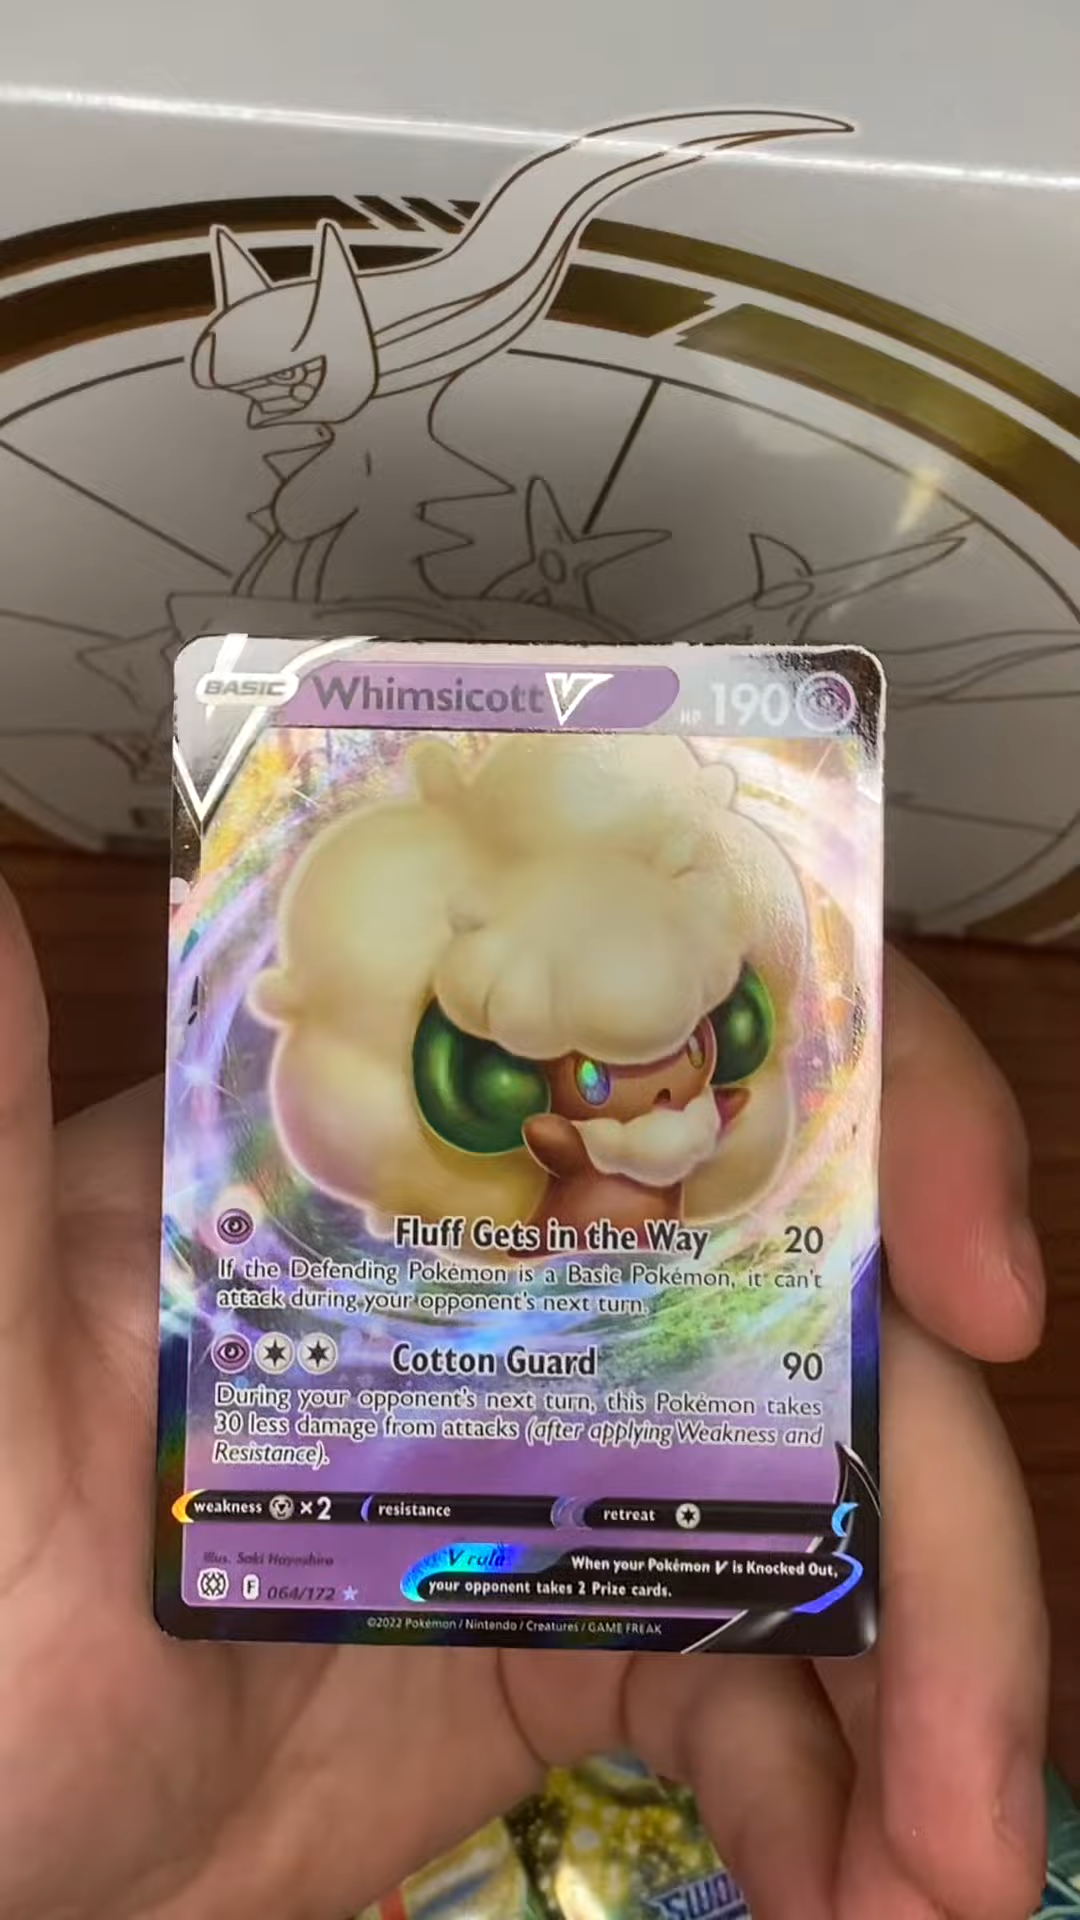 BASIC Whimsicott V HP 190
Fluff Gets in the Way 20
If the Defending Pokémon is a Basic Pokémon, it can't
attack during your opponent's next turn.
Cotton Guard 90
During your opponent's next turn, this Pokémon takes
30 less damage from attacks (after applying Weakness and
Resistance).
weakness ×2 resistance retreat
Illus. Saki Hayashiro
V rule When your Pokémon V is Knocked Out,
your opponent takes 2 Prize cards.
F 064/172 ★
©2022 Pokémon / Nintendo / Creatures / GAME FREAK